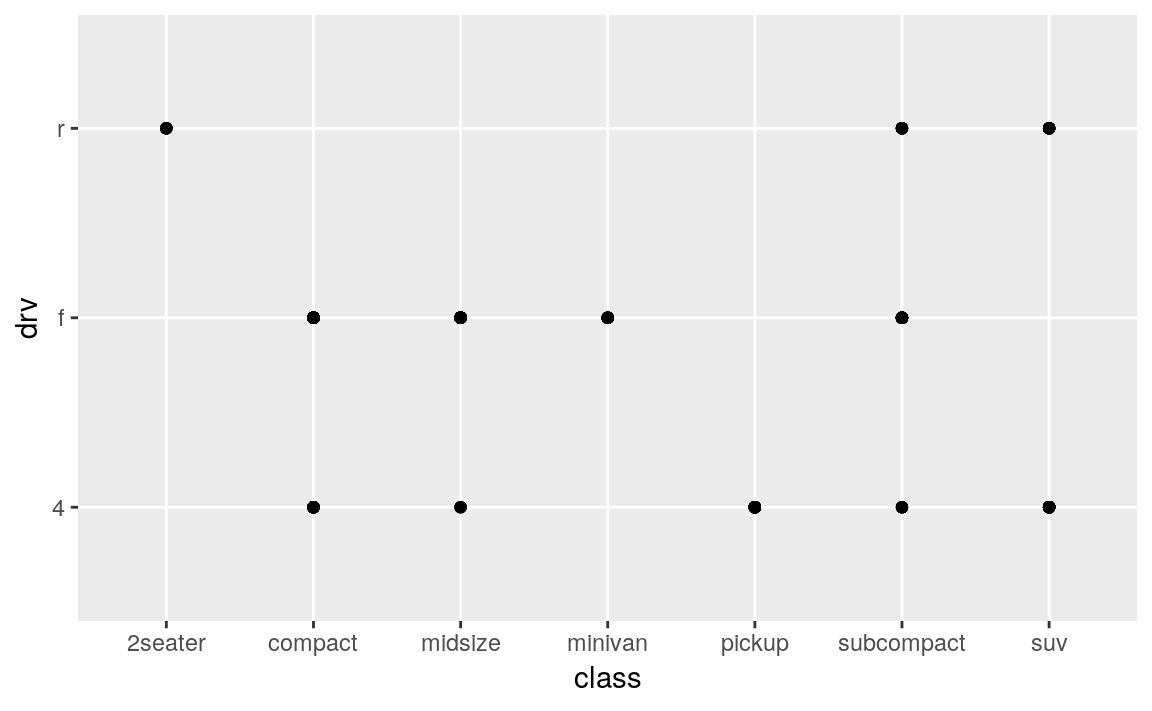 r
f
4
drv
2seater compact midsize minivan pickup subcompact suv
class